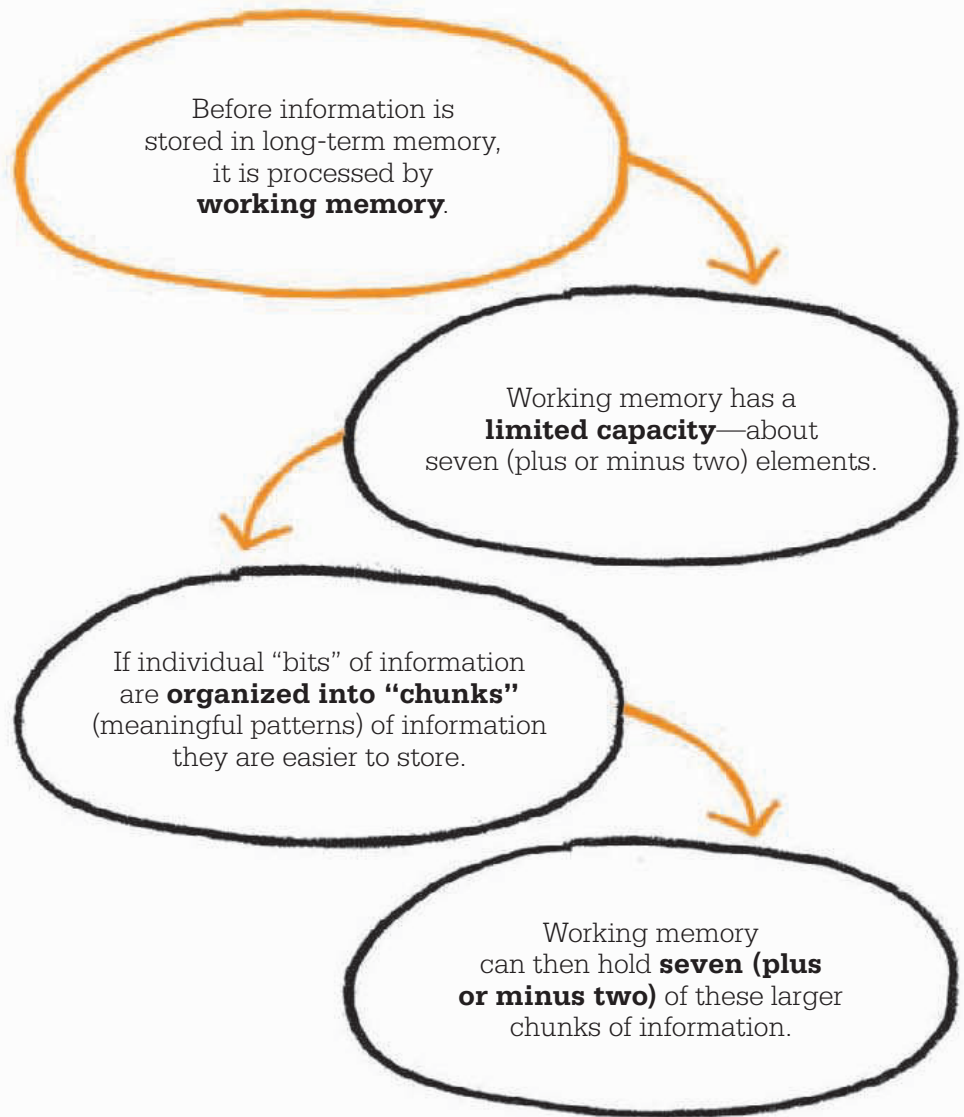 Before information is
stored in long-term memory,
it is processed by
working memory.
Working memory has a
limited capacity—about
seven (plus or minus two) elements.
If individual “bits” of information
are organized into “chunks”
(meaningful patterns) of information
they are easier to store.
Working memory
can then hold seven (plus
or minus two) of these larger
chunks of information.